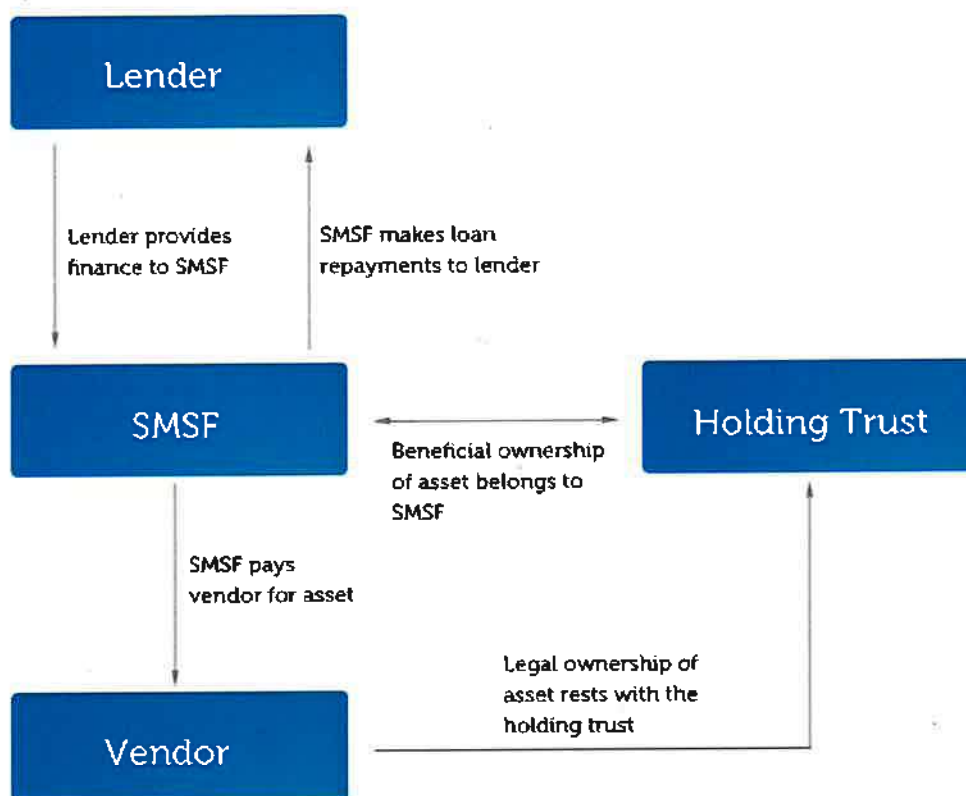 Lender
Lender provides
finance to SMSF
SMSF makes loan
repayments to lender
SMSF
Holding Trust
Beneficial ownership
of asset belongs to
SMSF
SMSF pays
vendor for asset
Legal ownership of
asset rests with the
holding trust
Vendor